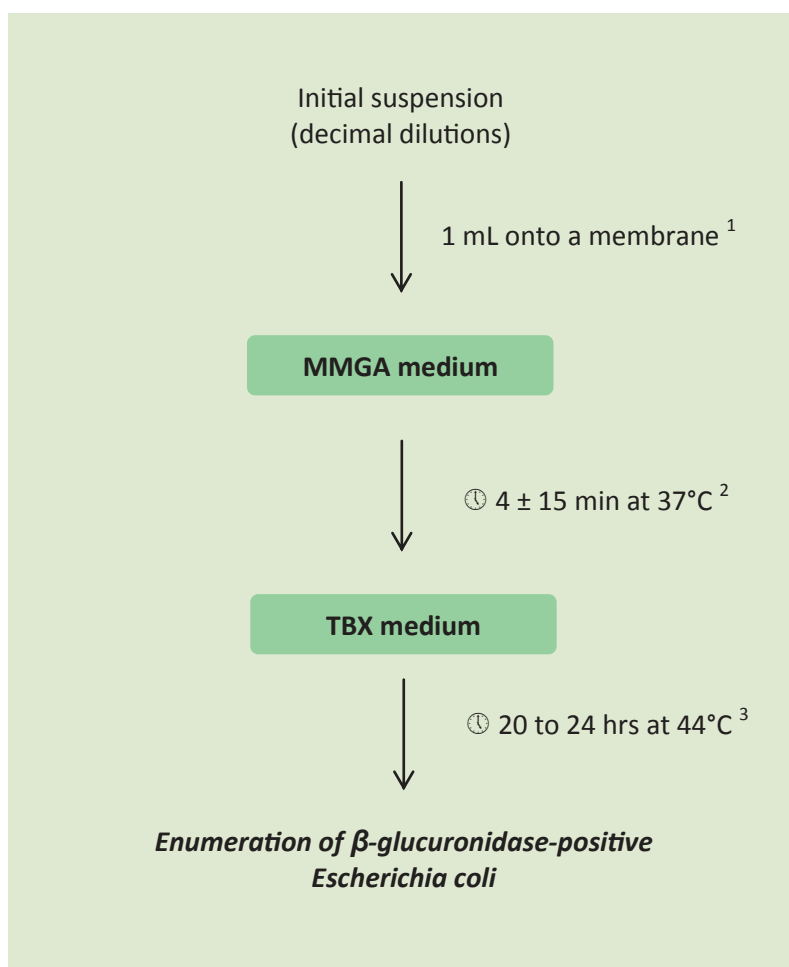 Initial suspension
(decimal dilutions)
1 mL onto a membrane 1
MMGA medium
4 ± 15 min at 37°C 2
TBX medium
20 to 24 hrs at 44°C 3
Enumeration of β-glucuronidase-positive
Escherichia coli